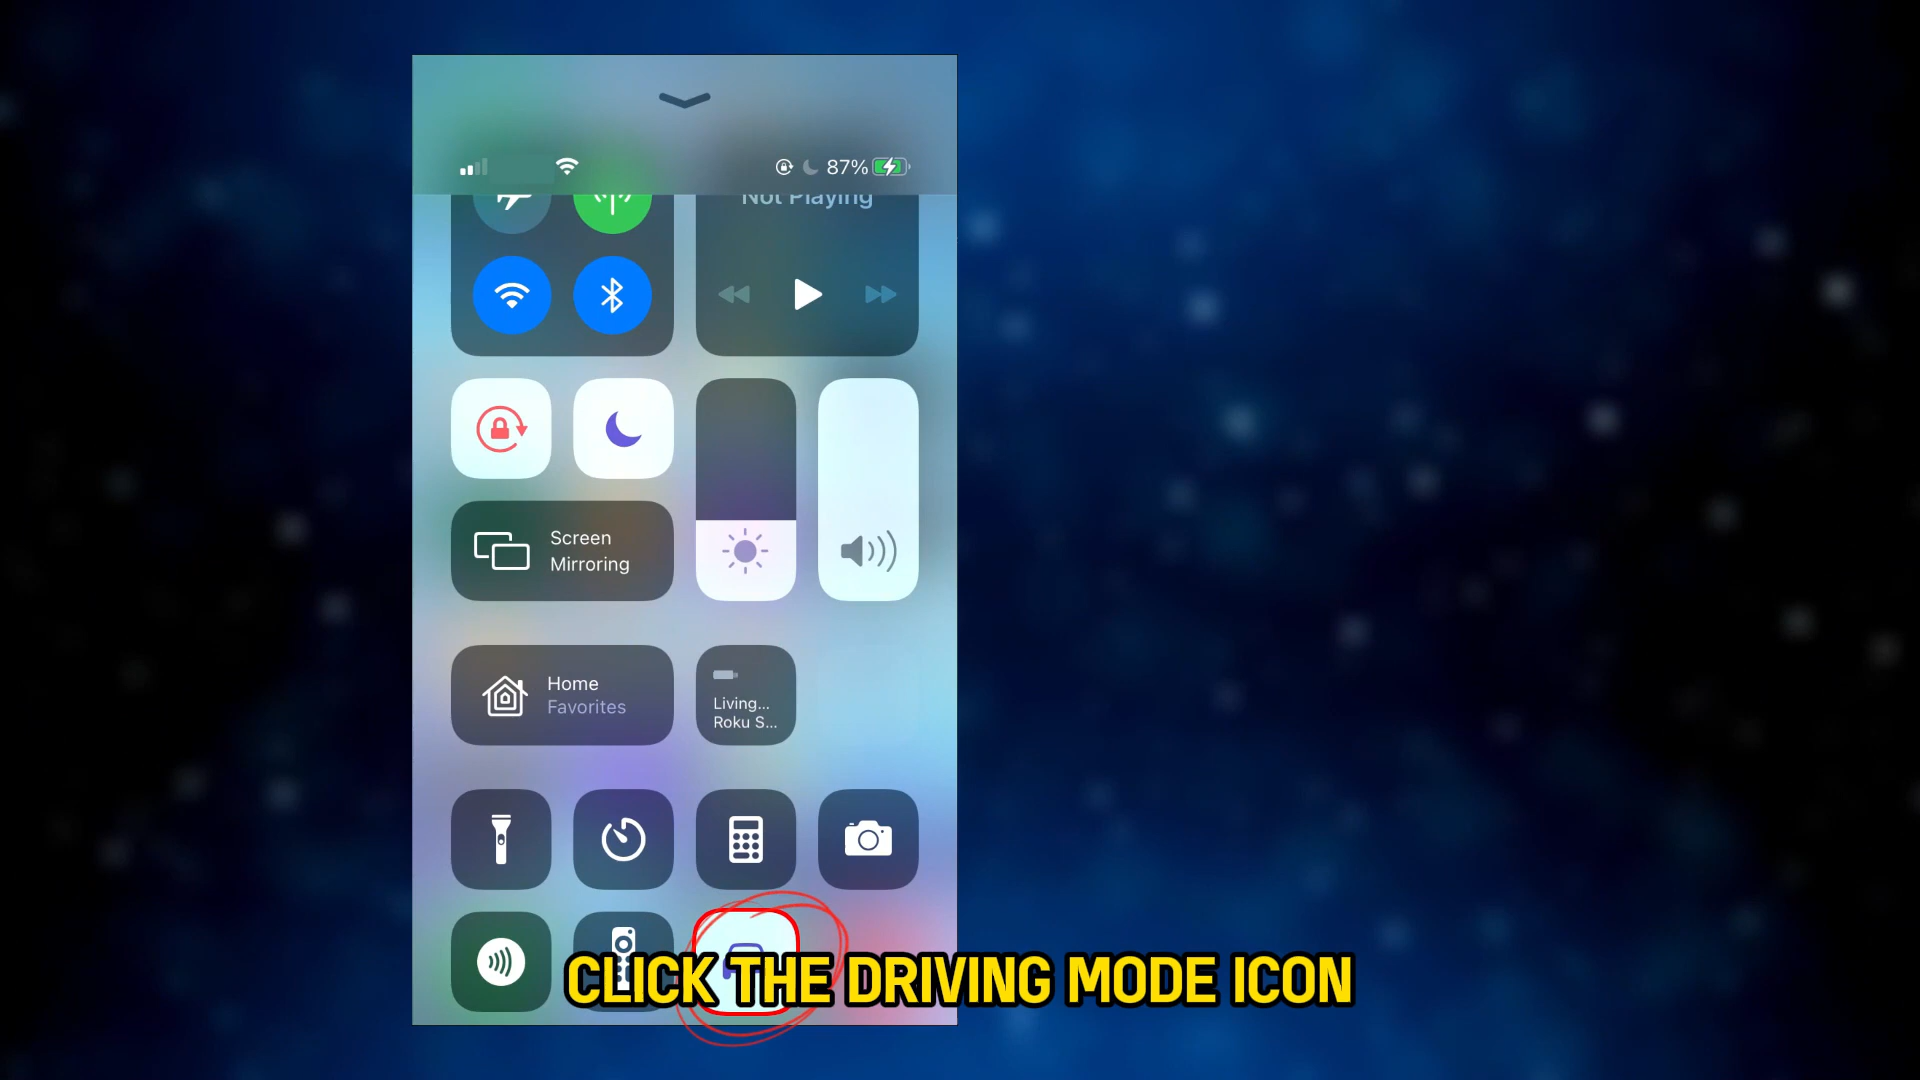 87%
Not Playing
Screen
Mirroring
Home
Favorites
Living...
Roku S...
CLICK THE DRIVING MODE ICON